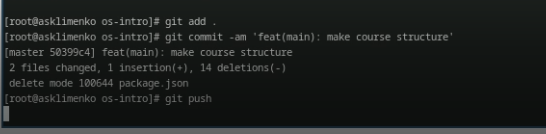 [root@asklimenko os-intro]# git add .
[root@asklimenko os-intro]# git commit -am 'feat(main): make course structure'
[master 50399c4] feat(main): make course structure
 2 files changed, 1 insertion(+), 14 deletions(-)
 delete mode 100644 package.json
[root@asklimenko os-intro]# git push